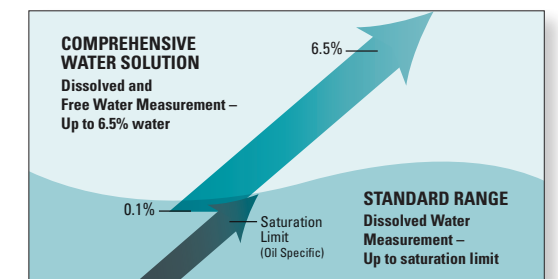 COMPREHENSIVE
WATER SOLUTION
Dissolved and
Free Water Measurement –
Up to 6.5% water
6.5%
0.1%
Saturation
Limit
(Oil Specific)
STANDARD RANGE
Dissolved Water
Measurement –
Up to saturation limit